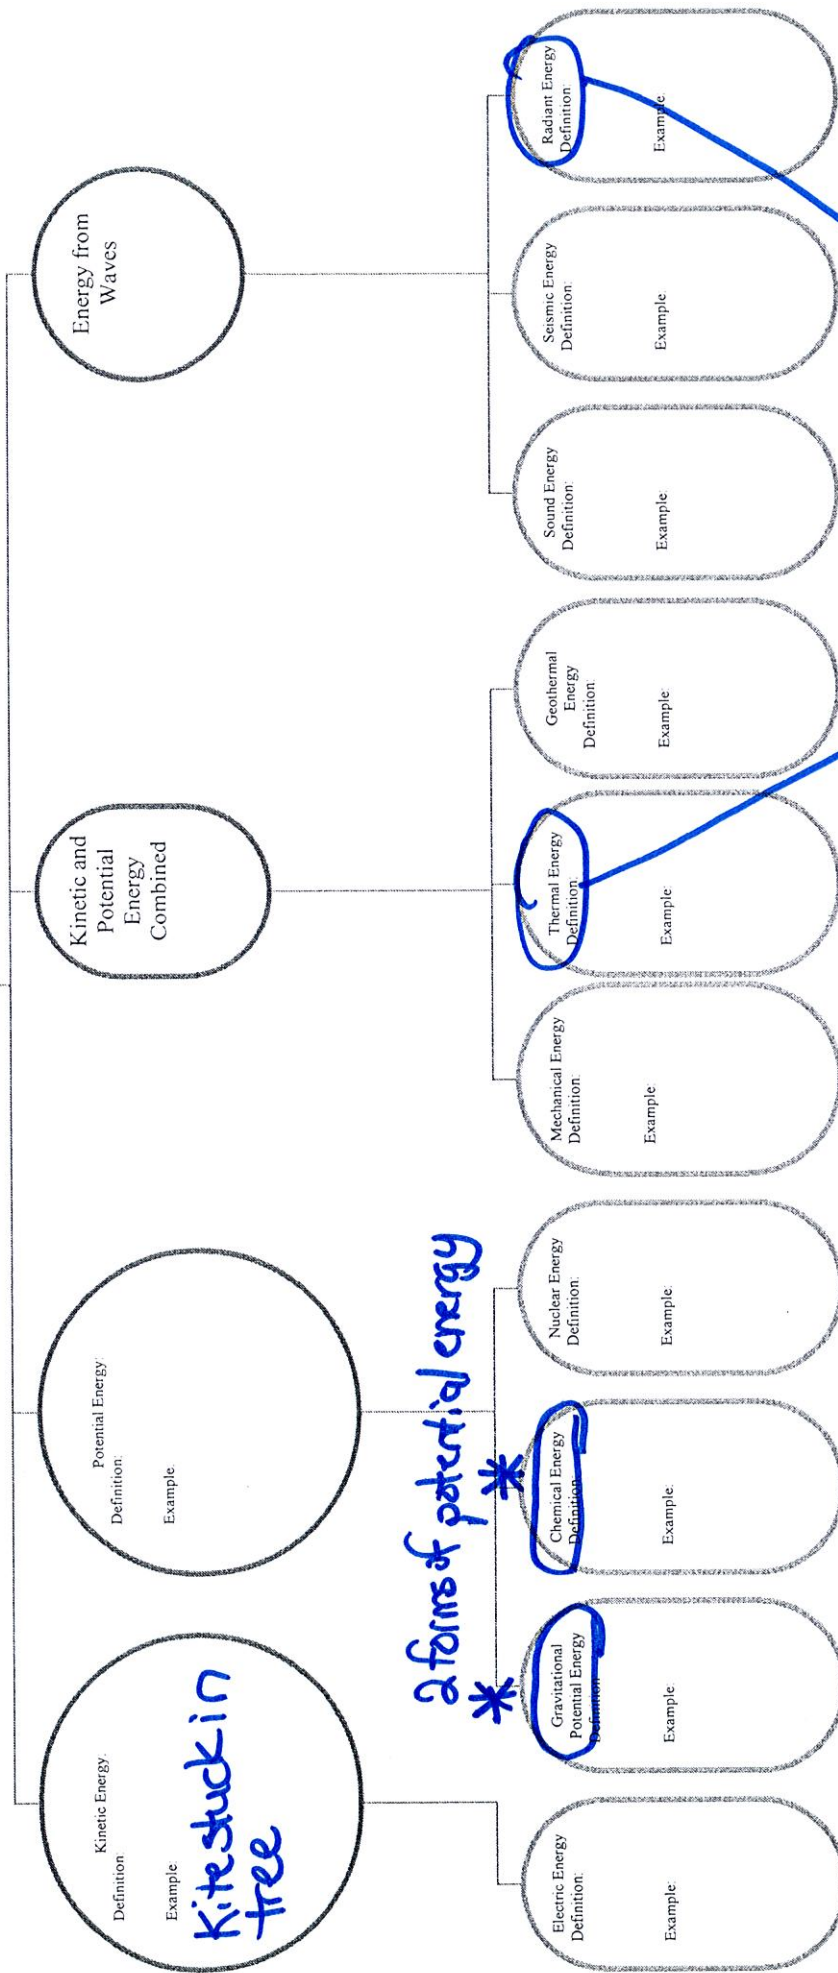 Kinetic Energy:
Definition:
Example:
Kite stuck in
tree
Potential Energy:
Definition:
Example:
Kinetic and
Potential
Energy
Combined
Energy from
Waves
2 forms of potential energy
Electric Energy
Definition:
Example:
Gravitational
Potential Energy
Definition:
Example:
Chemical Energy
Definition:
Example:
Nuclear Energy
Definition:
Example:
Mechanical Energy
Definition:
Example:
Thermal Energy
Definition:
Example:
Geothermal
Energy
Definition:
Example:
Sound Energy
Definition:
Example:
Seismic Energy
Definition:
Example:
Radiant Energy
Definition:
Example: